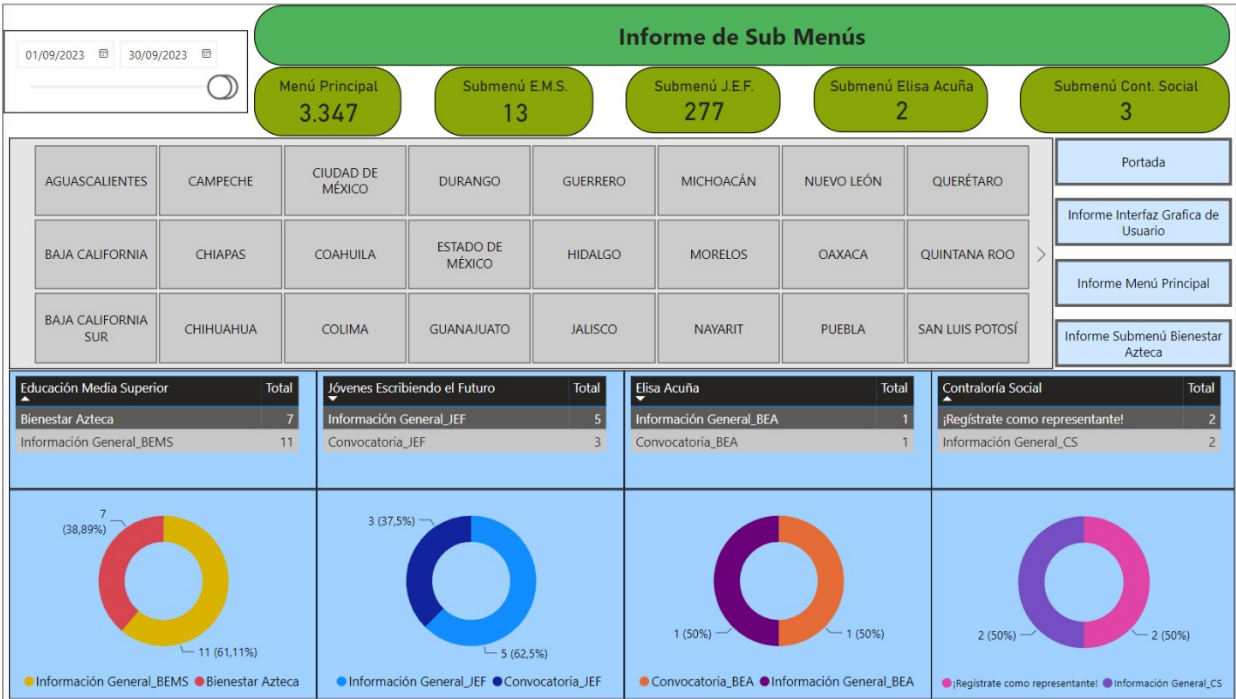 Informe de Sub Menús
01/09/2023 30/09/2023
Menú Principal
3.347
Submenú E.M.S.
13
Submenú J.E.F.
277
Submenú Elisa Acuña
2
Submenú Cont. Social
3
AGUASCALIENTES
CAMPECHE
CIUDAD DE
MÉXICO
DURANGO
GUERRERO
MICHOACÁN
NUEVO LEÓN
QUERÉTARO
BAJA CALIFORNIA
CHIAPAS
COAHUILA
ESTADO DE
MÉXICO
HIDALGO
MORELOS
OAXACA
QUINTANA ROO
BAJA CALIFORNIA
SUR
CHIHUAHUA
COLIMA
GUANAJUATO
JALISCO
NAYARIT
PUEBLA
SAN LUIS POTOSÍ
Portada
Informe Interfaz Grafica de
Usuario
Informe Menú Principal
Informe Submenú Bienestar
Azteca
Educación Media Superior Total
Bienestar Azteca 7
Información General_BEMS 11
Jóvenes Escribiendo el Futuro Total
Información General_JEF 5
Convocatoria_JEF 3
Elisa Acuña Total
Información General_BEA 1
Convocatoria_BEA 1
Contraloría Social Total
¡Regístrate como representante! 2
Información General_CS 2
7
(38,89%)
11 (61,11%)
Información General_BEMS Bienestar Azteca
3 (37,5%)
5 (62,5%)
Información General_JEF Convocatoria_JEF
1 (50%)
1 (50%)
Convocatoria_BEA Información General_BEA
2 (50%)
2 (50%)
¡Regístrate como representante! Información General_CS